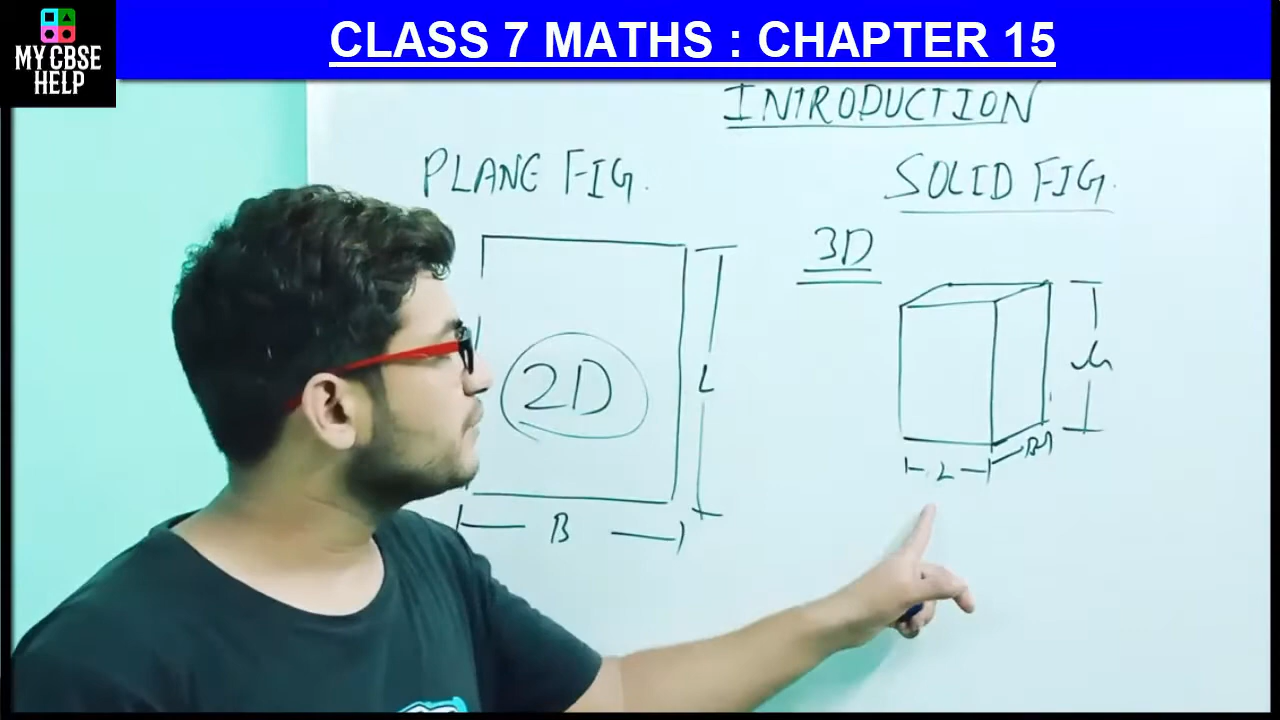 MY CBSE
HELP
CLASS 7 MATHS : CHAPTER 15
INTRODUCTION
PLANE FIG.
SOLID FIG.
3D
2D
L
B
h
L
B